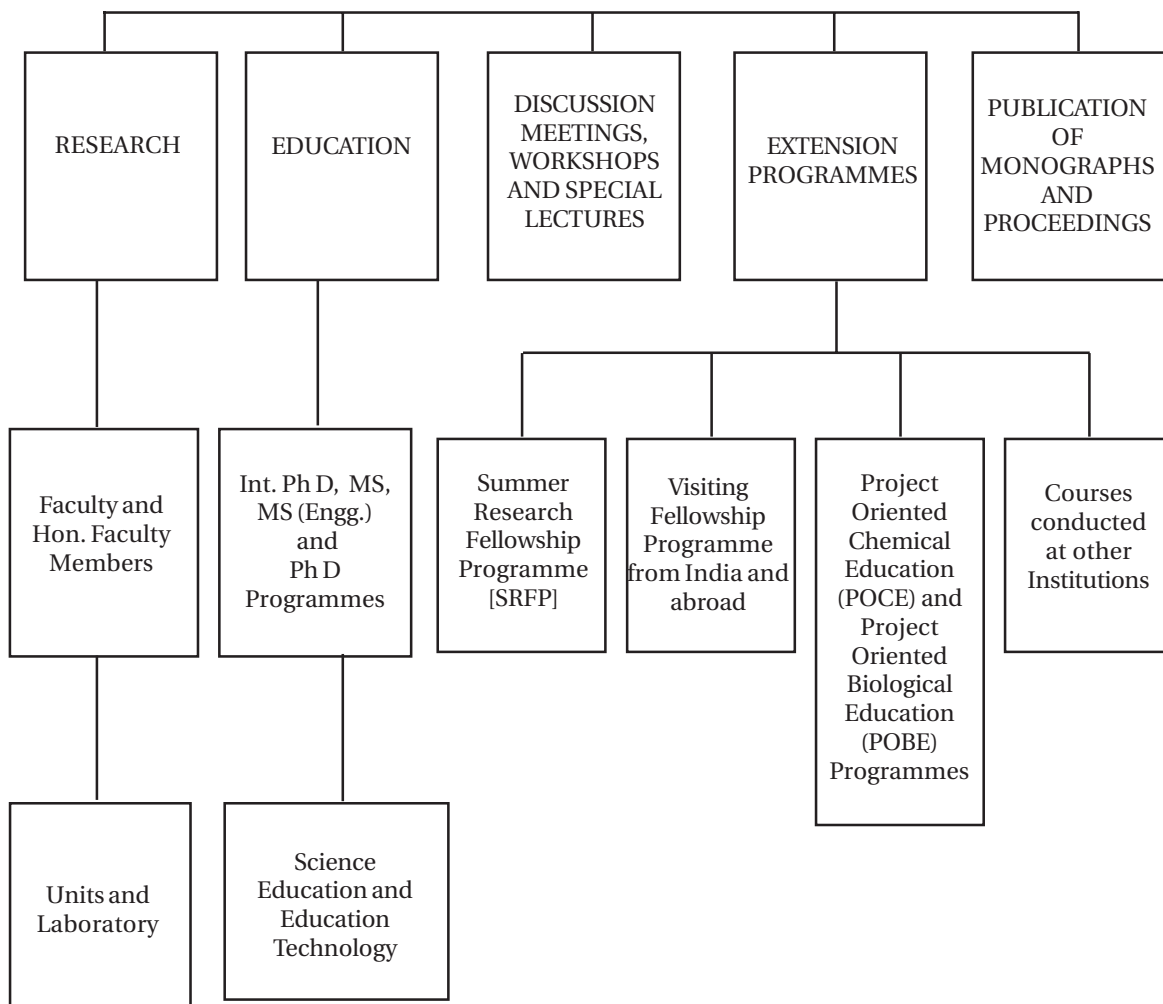 RESEARCH
EDUCATION
DISCUSSION
MEETINGS,
WORKSHOPS
AND SPECIAL
LECTURES
EXTENSION
PROGRAMMES
PUBLICATION
OF
MONOGRAPHS
AND
PROCEEDINGS
Faculty and
Hon. Faculty
Members
Int. Ph D, MS,
MS (Engg.)
and
Ph D
Programmes
Summer
Research
Fellowship
Programme
[SRFP]
Visiting
Fellowship
Programme
from India and
abroad
Project
Oriented
Chemical
Education
(POCE) and
Project
Oriented
Biological
Education
(POBE)
Programmes
Courses
conducted
at other
Institutions
Units and
Laboratory
Science
Education and
Education
Technology